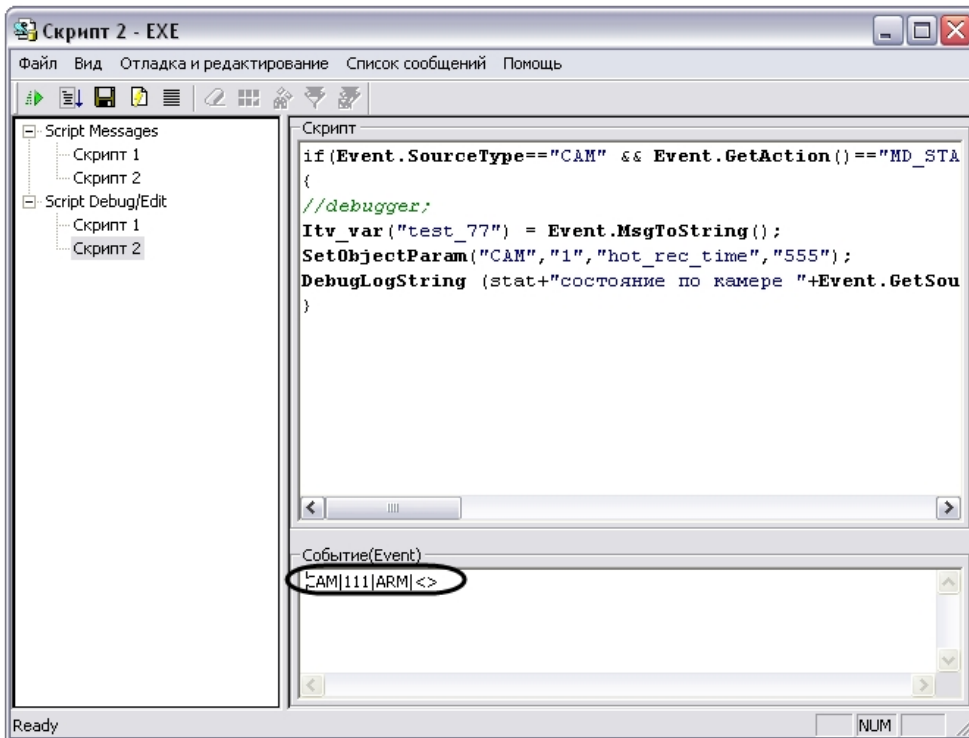 Скрипт 2 - EXE
Файл Вид Отладка и редактирование Список сообщений Помощь
Script Messages
Скрипт 1
Скрипт 2
Script Debug/Edit
Скрипт 1
Скрипт 2
Скрипт
if(Event.SourceType=="CAM" && Event.GetAction()=="MD_STA
{
//debugger;
Itv_var("test_77") = Event.MsgToString();
SetObjectParam("CAM","1","hot_rec_time","555");
DebugLogString (stat+"состояние по камере "+Event.GetSou
}
Событие(Event)
CAM|111|ARM|<>
Ready NUM